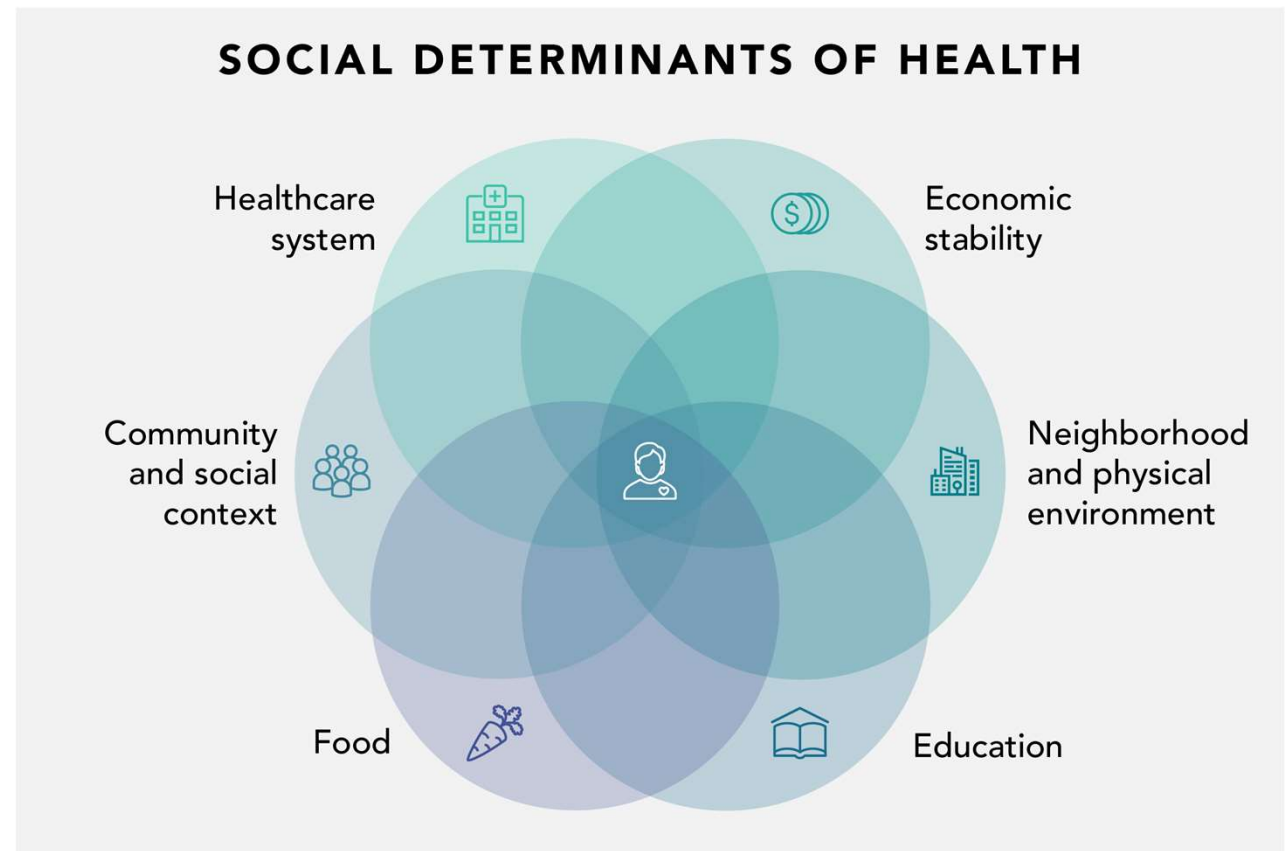 SOCIAL DETERMINANTS OF HEALTH
Healthcare
system
Economic
stability
Community
and social
context
Neighborhood
and physical
environment
Food
Education
$